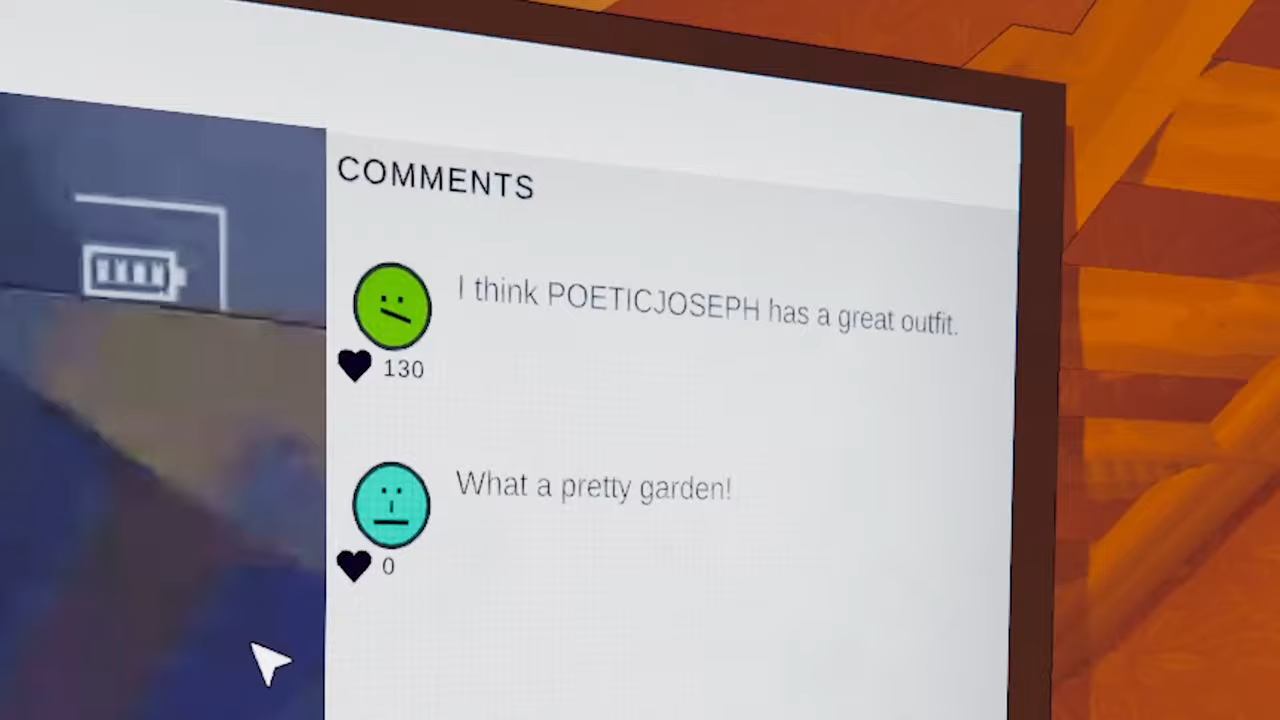 COMMENTS
I think POETICJOSEPH has a great outfit.
130
What a pretty garden!
0